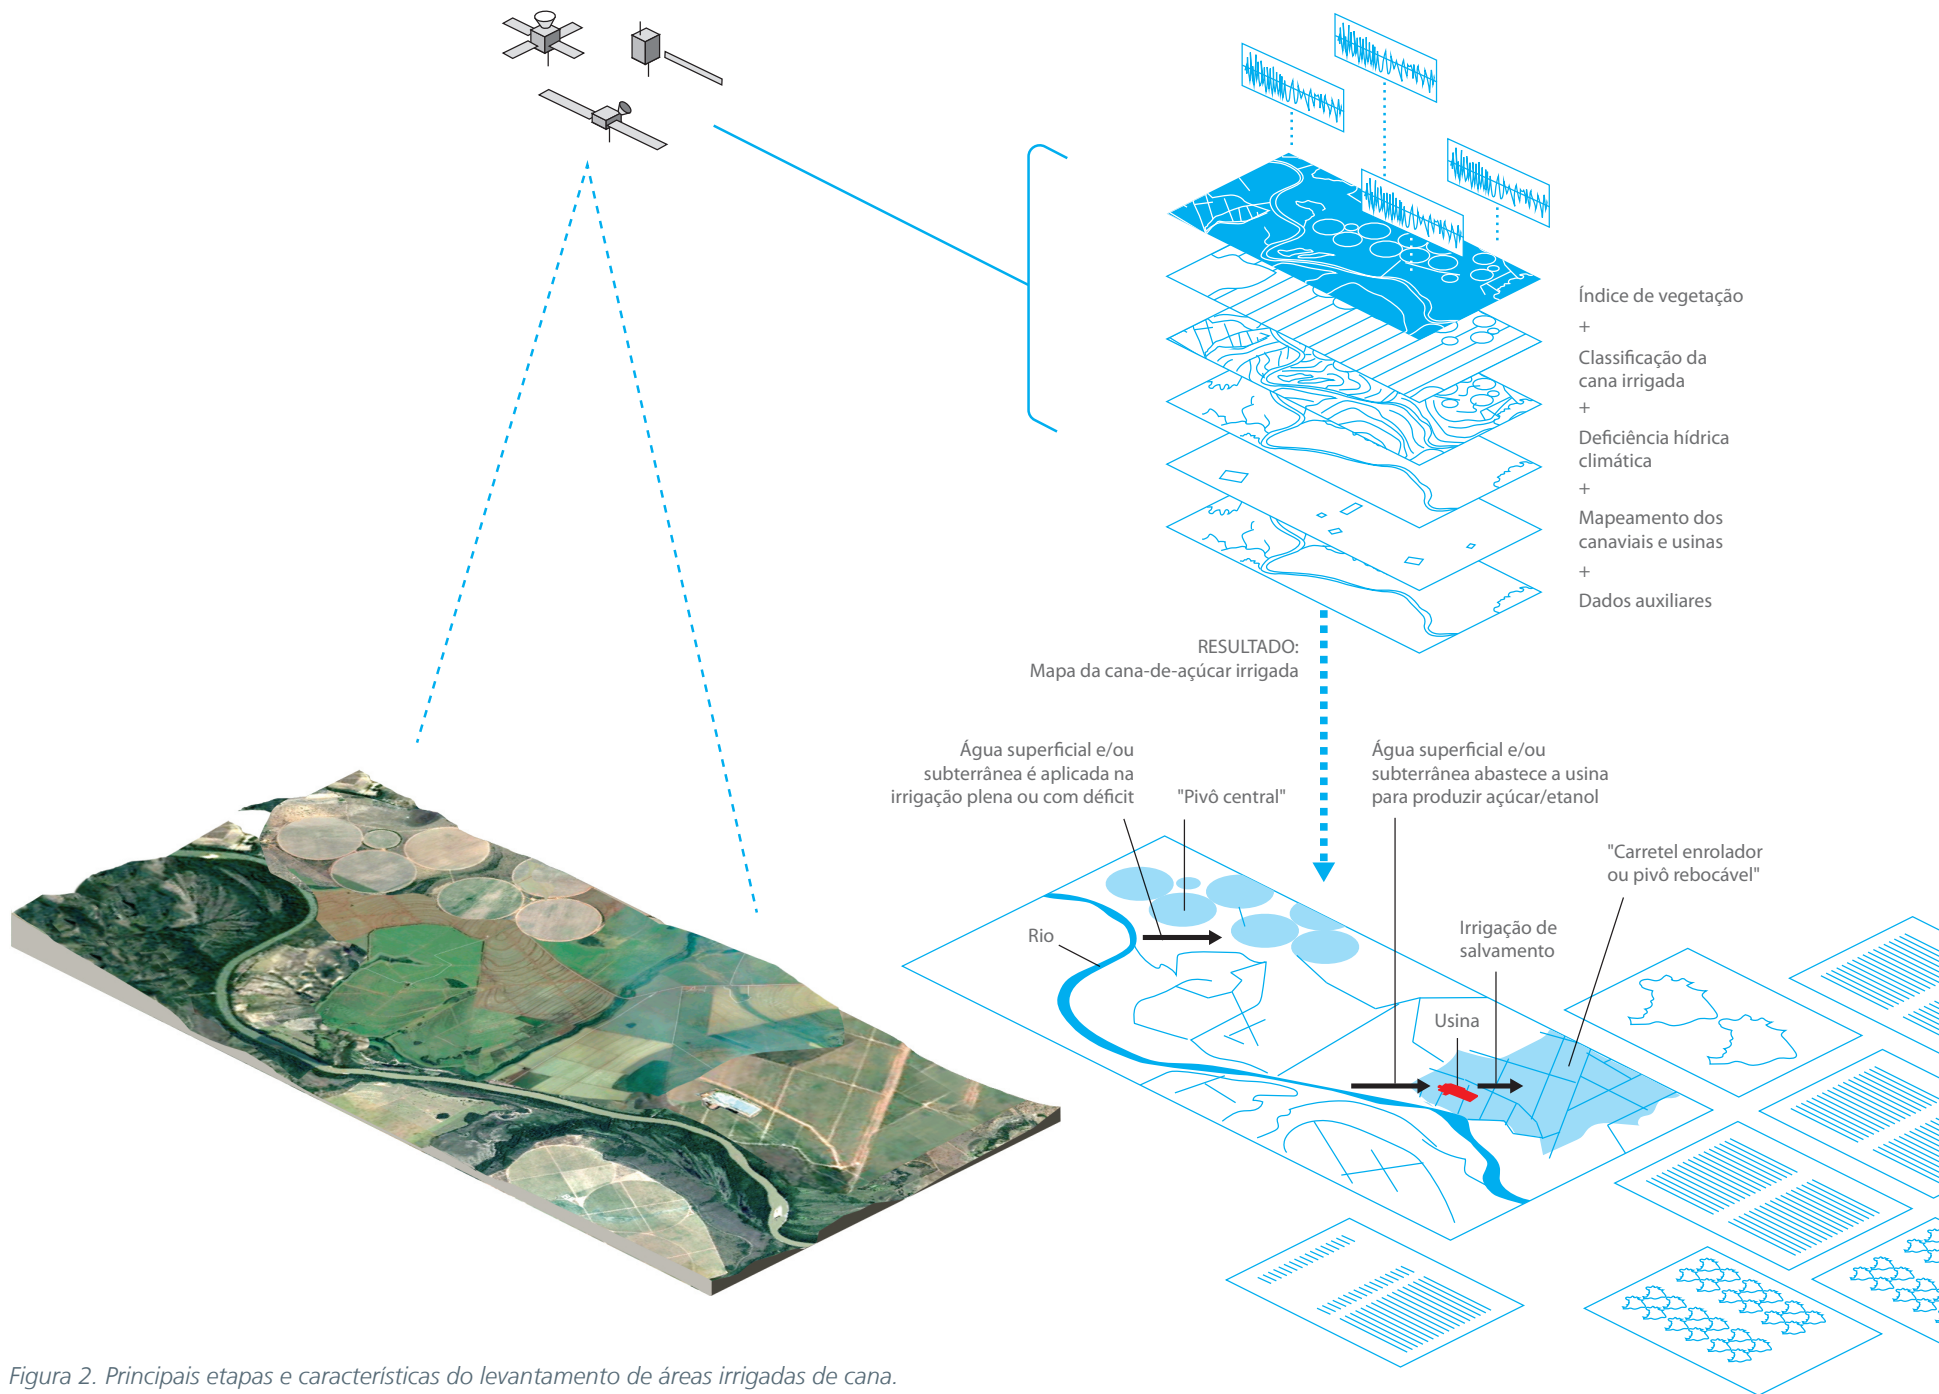 Índice de vegetação
+
Classificação da
cana irrigada
+
Deficiência hídrica
climática
+
Mapeamento dos
canaviais e usinas
+
Dados auxiliares
RESULTADO:
Mapa da cana-de-açúcar irrigada
Água superficial e/ou
subterrânea é aplicada na
irrigação plena ou com déficit
"Pivô central"
Água superficial e/ou
subterrânea abastece a usina
para produzir açúcar/etanol
"Carretel enrolador
ou pivô rebocável"
Rio
Irrigação de
salvamento
Usina
Figura 2. Principais etapas e características do levantamento de áreas irrigadas de cana.